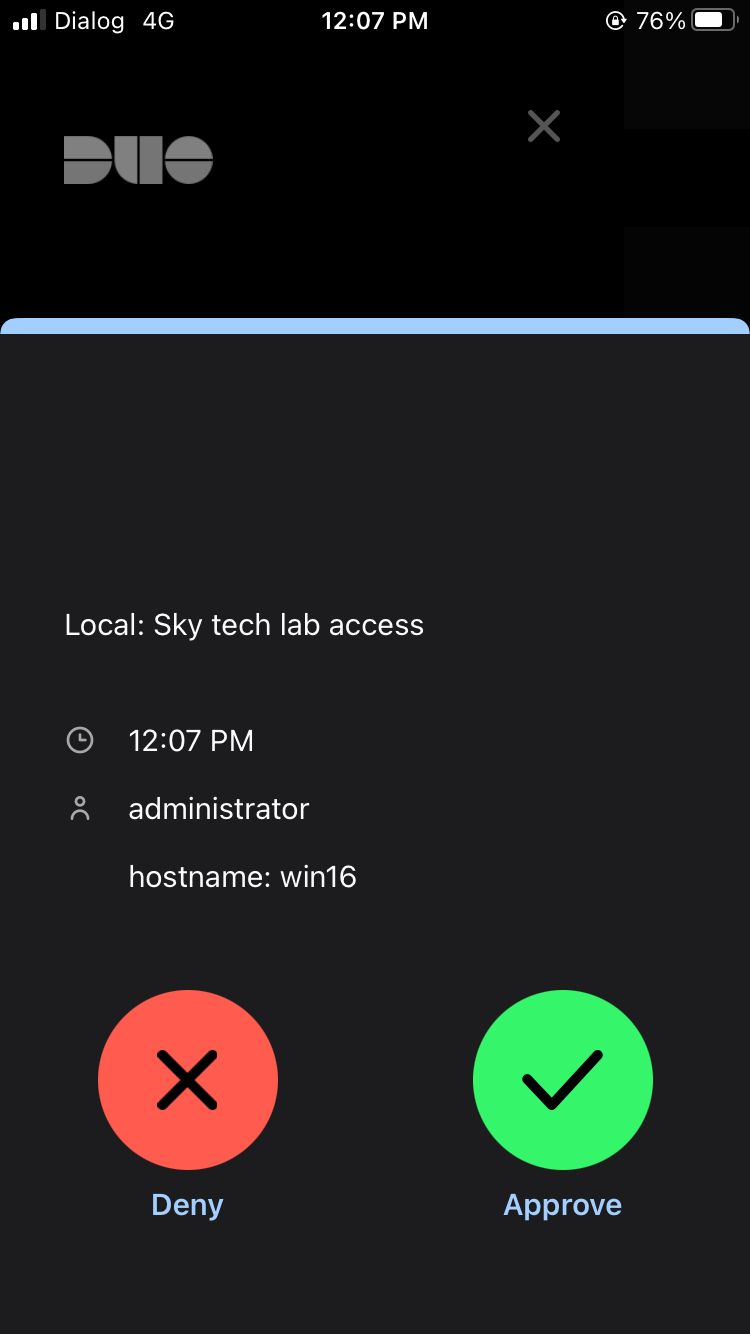 Dialog 4G 12:07 PM 76%
DUO
Local: Sky tech lab access
12:07 PM
administrator
hostname: win16
Deny Approve